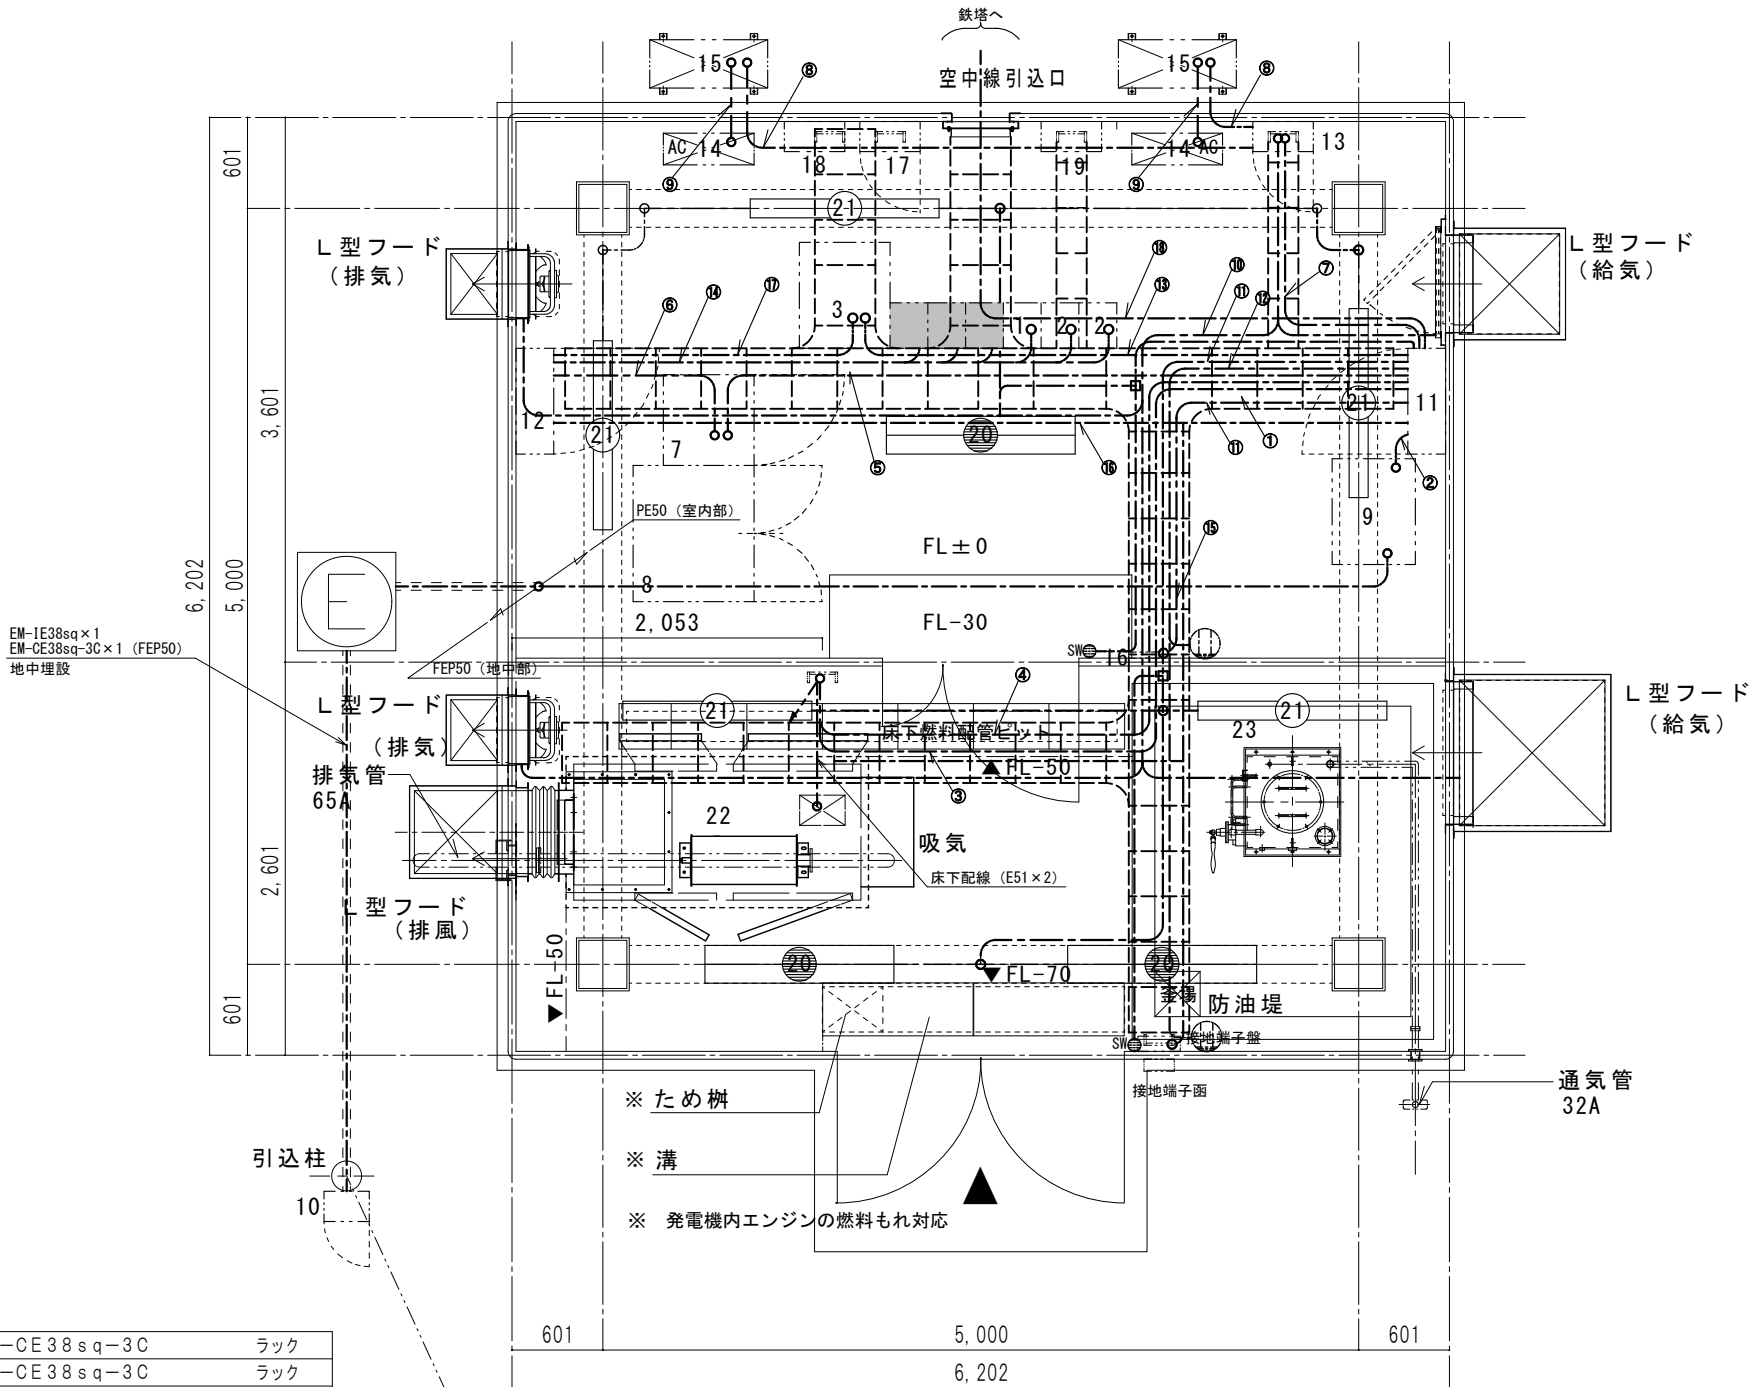 鉄塔へ
空中線引込口
15
⑧
15
⑧
AC 14
18
17
19
14 AC
13
⑨
⑨
601
21
L型フード
(排気)
L型フード
(給気)
⑥
⑭
⑰
3
1
2
2
⑱
⑬
⑩
⑪
⑫
⑦
3,601
12
21
7
⑤
20
⑯
⑪
①
21
11
②
9
PE50(室内部)
FL±0
⑮
6,202
5,000
E
8
2,053
FL-30
EM-IE38sq×1
EM-CE38sq-3C×1(FEP50)
地中埋設
FEP50(地中部)
SW
16
L型フード
(排気)
21
④
床下燃料配管ピット
21
23
L型フード
(給気)
排気管
65A
FL-50
③
22
吸気
床下配線(E51×2)
2,601
L型フード
(排風)
FL-50
20
FL-70
20
釜場
防油堤
601
SW
接地端子盤
接地端子函
※ ため桝
通気管
32A
引込柱
※ 溝
10
※ 発電機内エンジンの燃料もれ対応
601
5,000
601
6,202
-CE38sq-3C ラック
-CE38sq-3C ラック